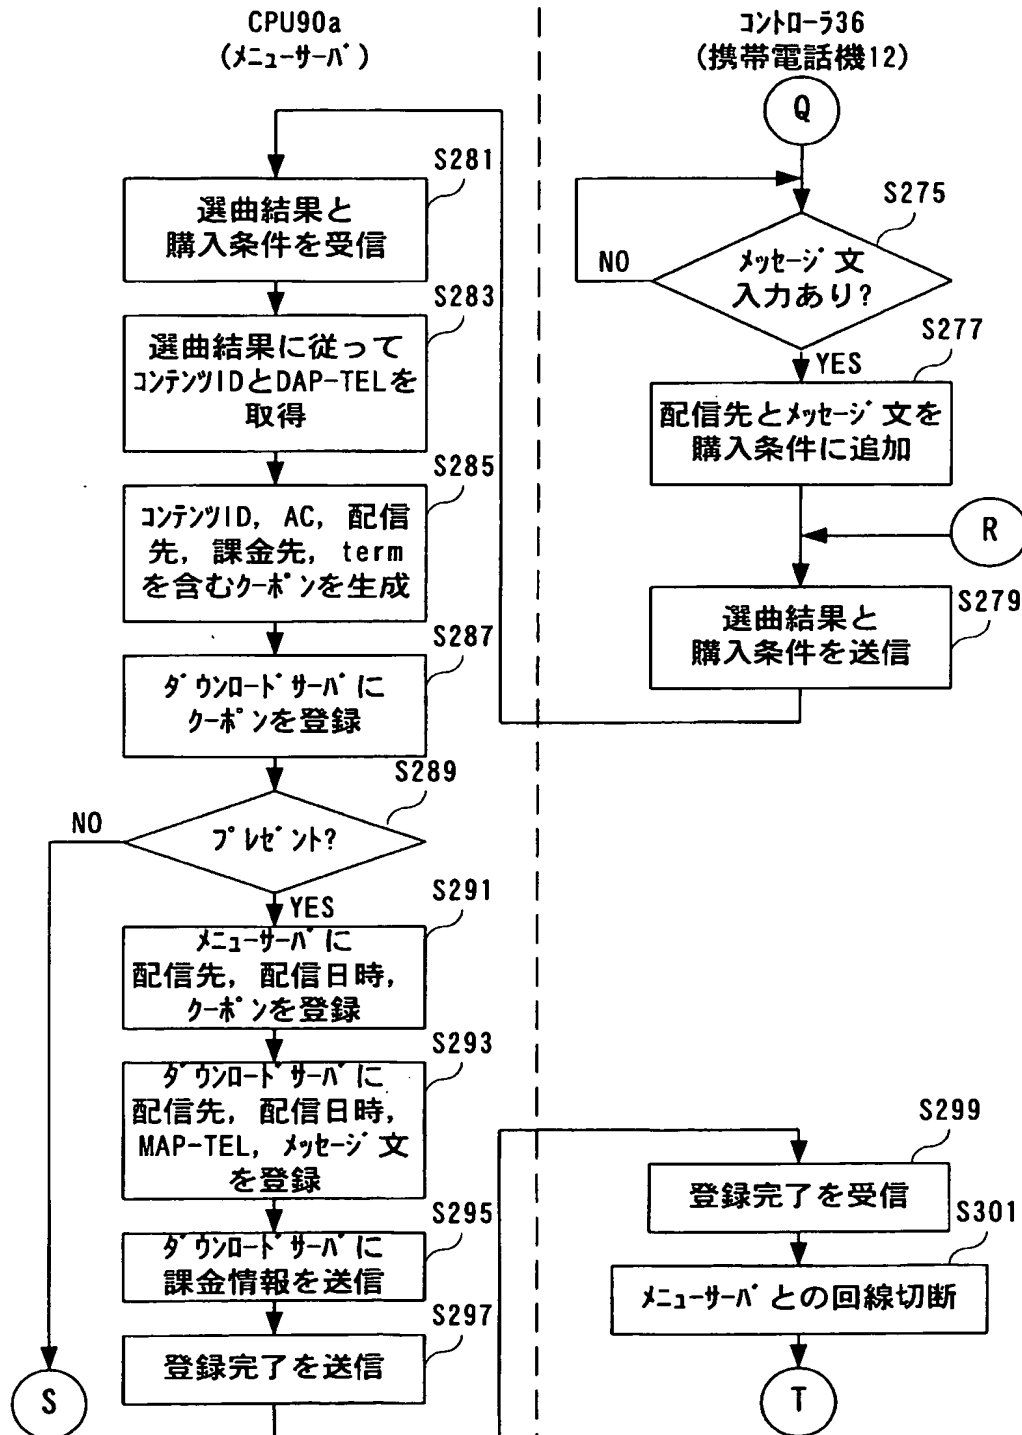 CPU90a
(メニューサーバ)
S281
選曲結果と
購入条件を受信
S283
選曲結果に従って
コンテンツIDとDAP-TELを
取得
S285
コンテンツID, AC, 配信
先, 課金先, term
を含むクーポンを生成
S287
ダウンロードサーバに
クーポンを登録
S289
プレゼント?
NO
YES
S291
メニューサーバに
配信先, 配信日時,
クーポンを登録
S293
ダウンロードサーバに
配信先, 配信日時,
MAP-TEL, メッセージ文
を登録
S295
ダウンロードサーバに
課金情報を送信
S297
登録完了を送信
S
コントローラ36
(携帯電話機12)
Q
S275
メッセージ文
入力あり?
NO
YES
S277
配信先とメッセージ文を
購入条件に追加
R
S279
選曲結果と
購入条件を送信
S299
登録完了を受信
S301
メニューサーバとの回線切断
T